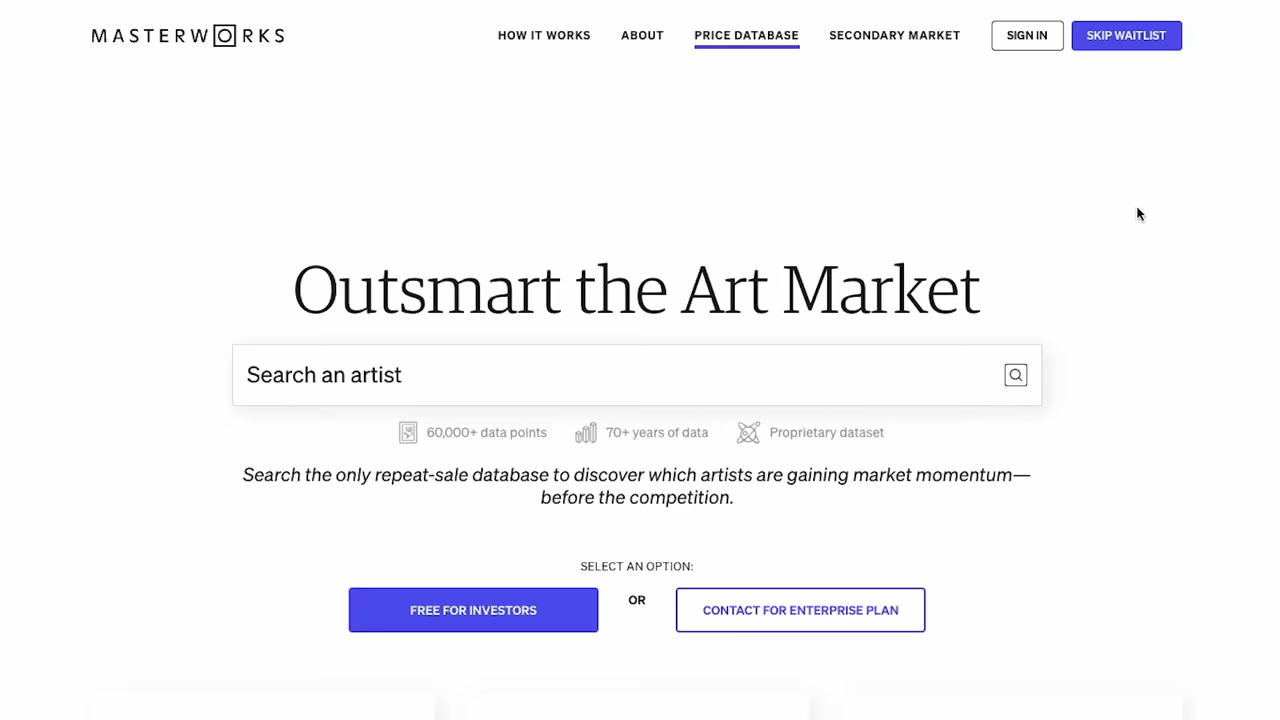 MASTERWORKS
HOW IT WORKS
ABOUT
PRICE DATABASE
SECONDARY MARKET
SIGN IN
SKIP WAITLIST
Outsmart the Art Market
Search an artist
60,000+ data points
70+ years of data
Proprietary dataset
Search the only repeat-sale database to discover which artists are gaining market momentum—
before the competition.
SELECT AN OPTION:
FREE FOR INVESTORS
OR
CONTACT FOR ENTERPRISE PLAN